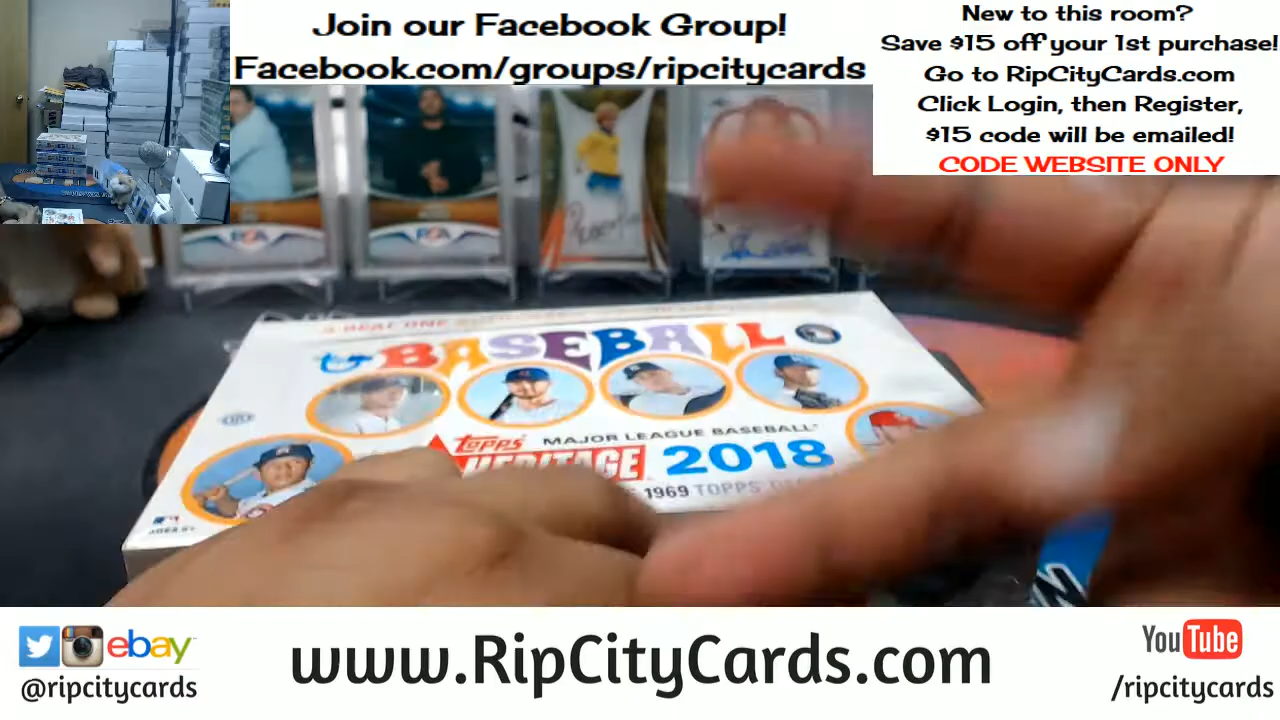 Join our Facebook Group!
Facebook.com/groups/ripcitycards
New to this room?
Save $15 off your 1st purchase!
Go to RipCityCards.com
Click Login, then Register,
$15 code will be emailed!
CODE WEBSITE ONLY
BASEBALL
Topps MAJOR LEAGUE BASEBALL
HERITAGE 2018
1969 TOPPS
ebay
@ripcitycards
www.RipCityCards.com
YouTube
/ripcitycards